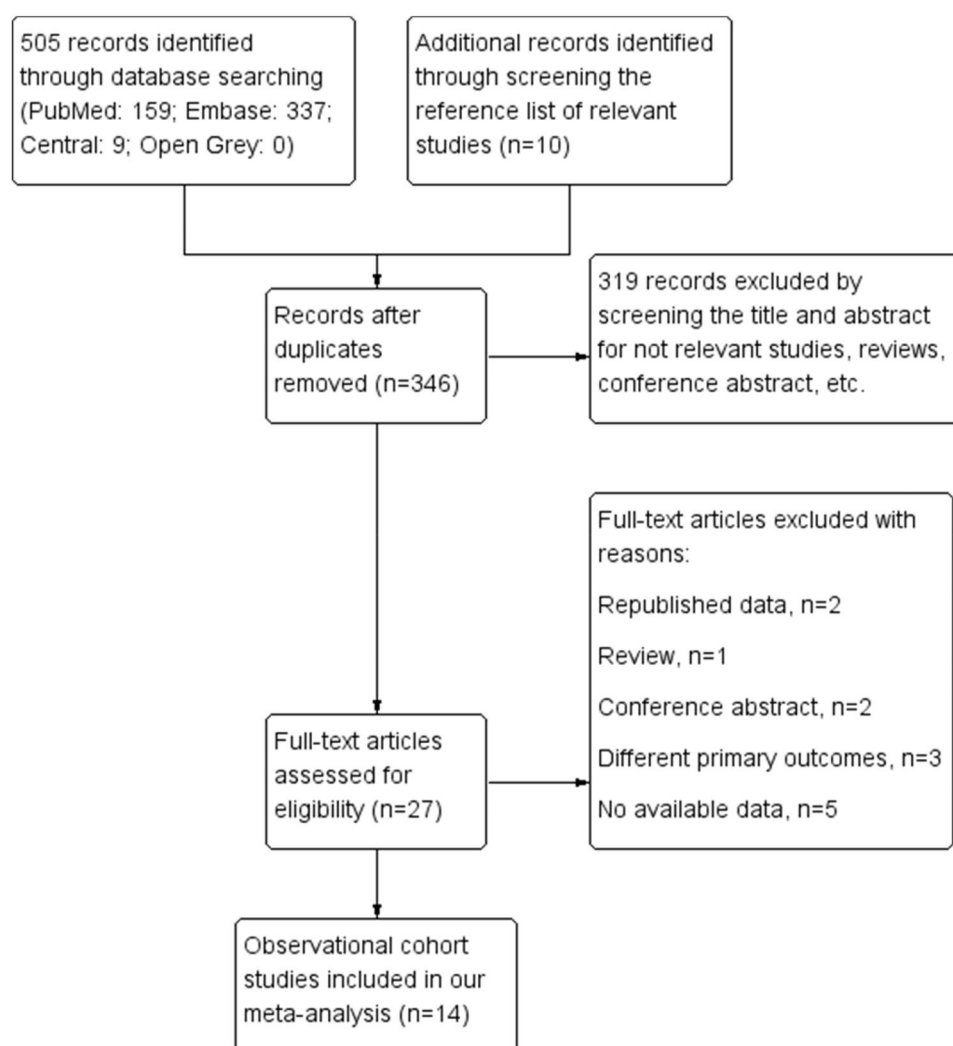 505 records identified
through database searching
(PubMed: 159; Embase: 337;
Central: 9; Open Grey: 0)
Additional records identified
through screening the
reference list of relevant
studies (n=10)
Records after
duplicates
removed (n=346)
319 records excluded by
screening the title and abstract
for not relevant studies, reviews,
conference abstract, etc.
Full-text articles excluded with
reasons:
Republished data, n=2
Review, n=1
Conference abstract, n=2
Different primary outcomes, n=3
No available data, n=5
Full-text articles
assessed for
eligibility (n=27)
Observational cohort
studies included in our
meta-analysis (n=14)